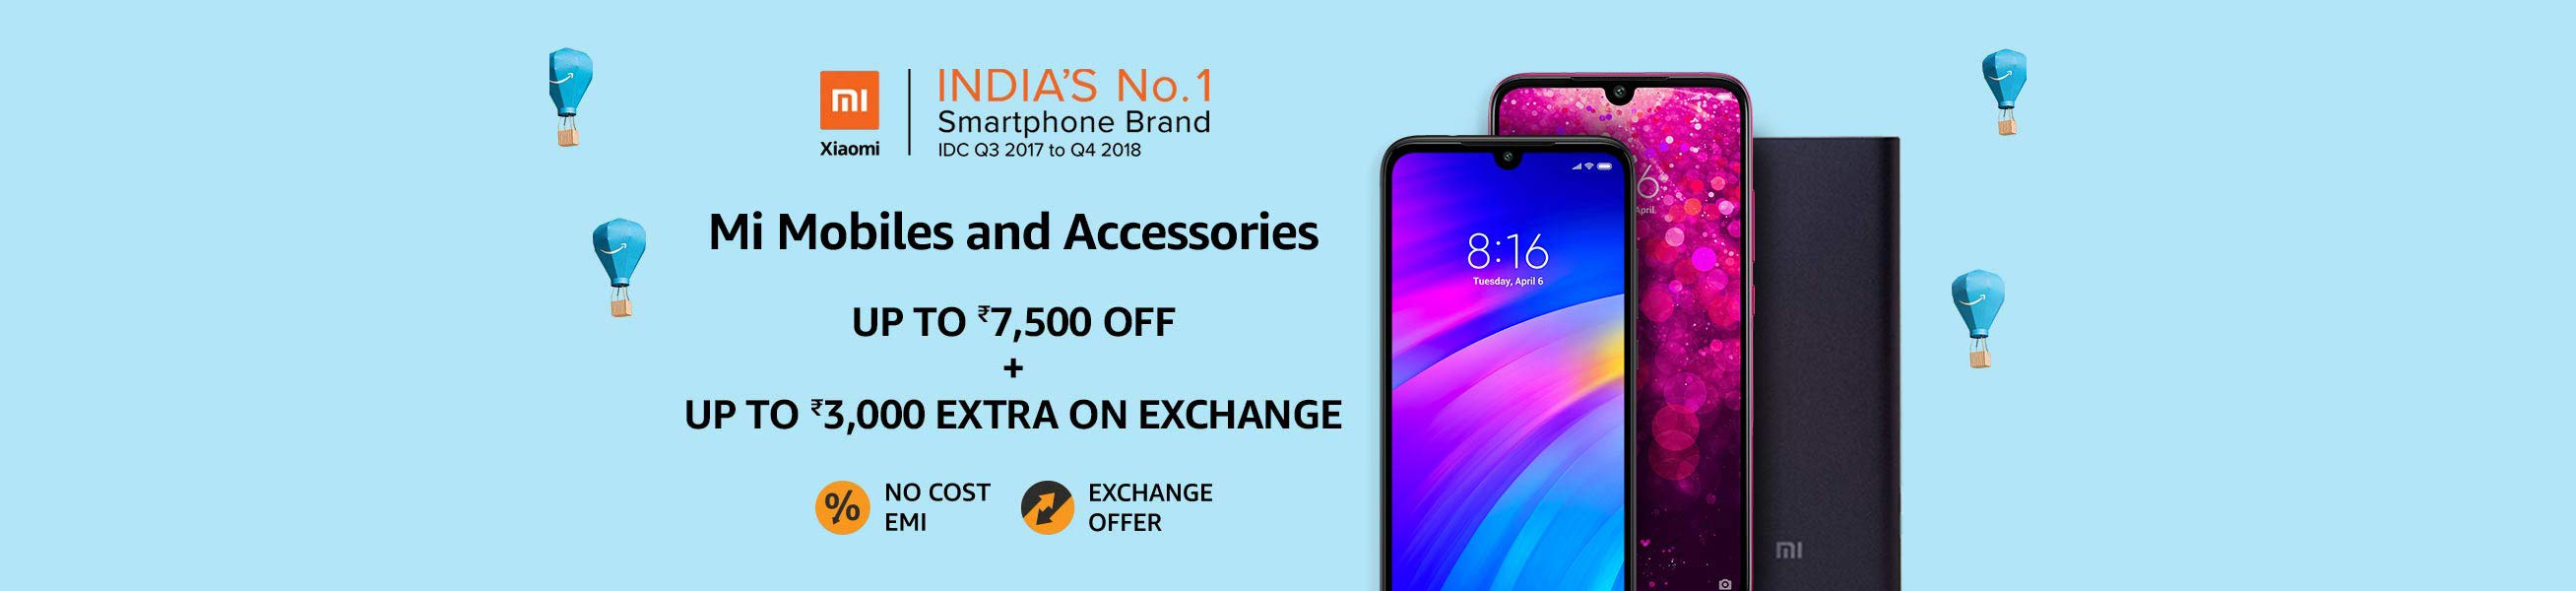 mi
Xiaomi
INDIA'S No.1
Smartphone Brand
IDC Q3 2017 to Q4 2018
Mi Mobiles and Accessories
UP TO ₹7,500 OFF
+
UP TO ₹3,000 EXTRA ON EXCHANGE
% NO COST
EMI
EXCHANGE
OFFER
8:16
Tuesday, April 6
6
April
mi